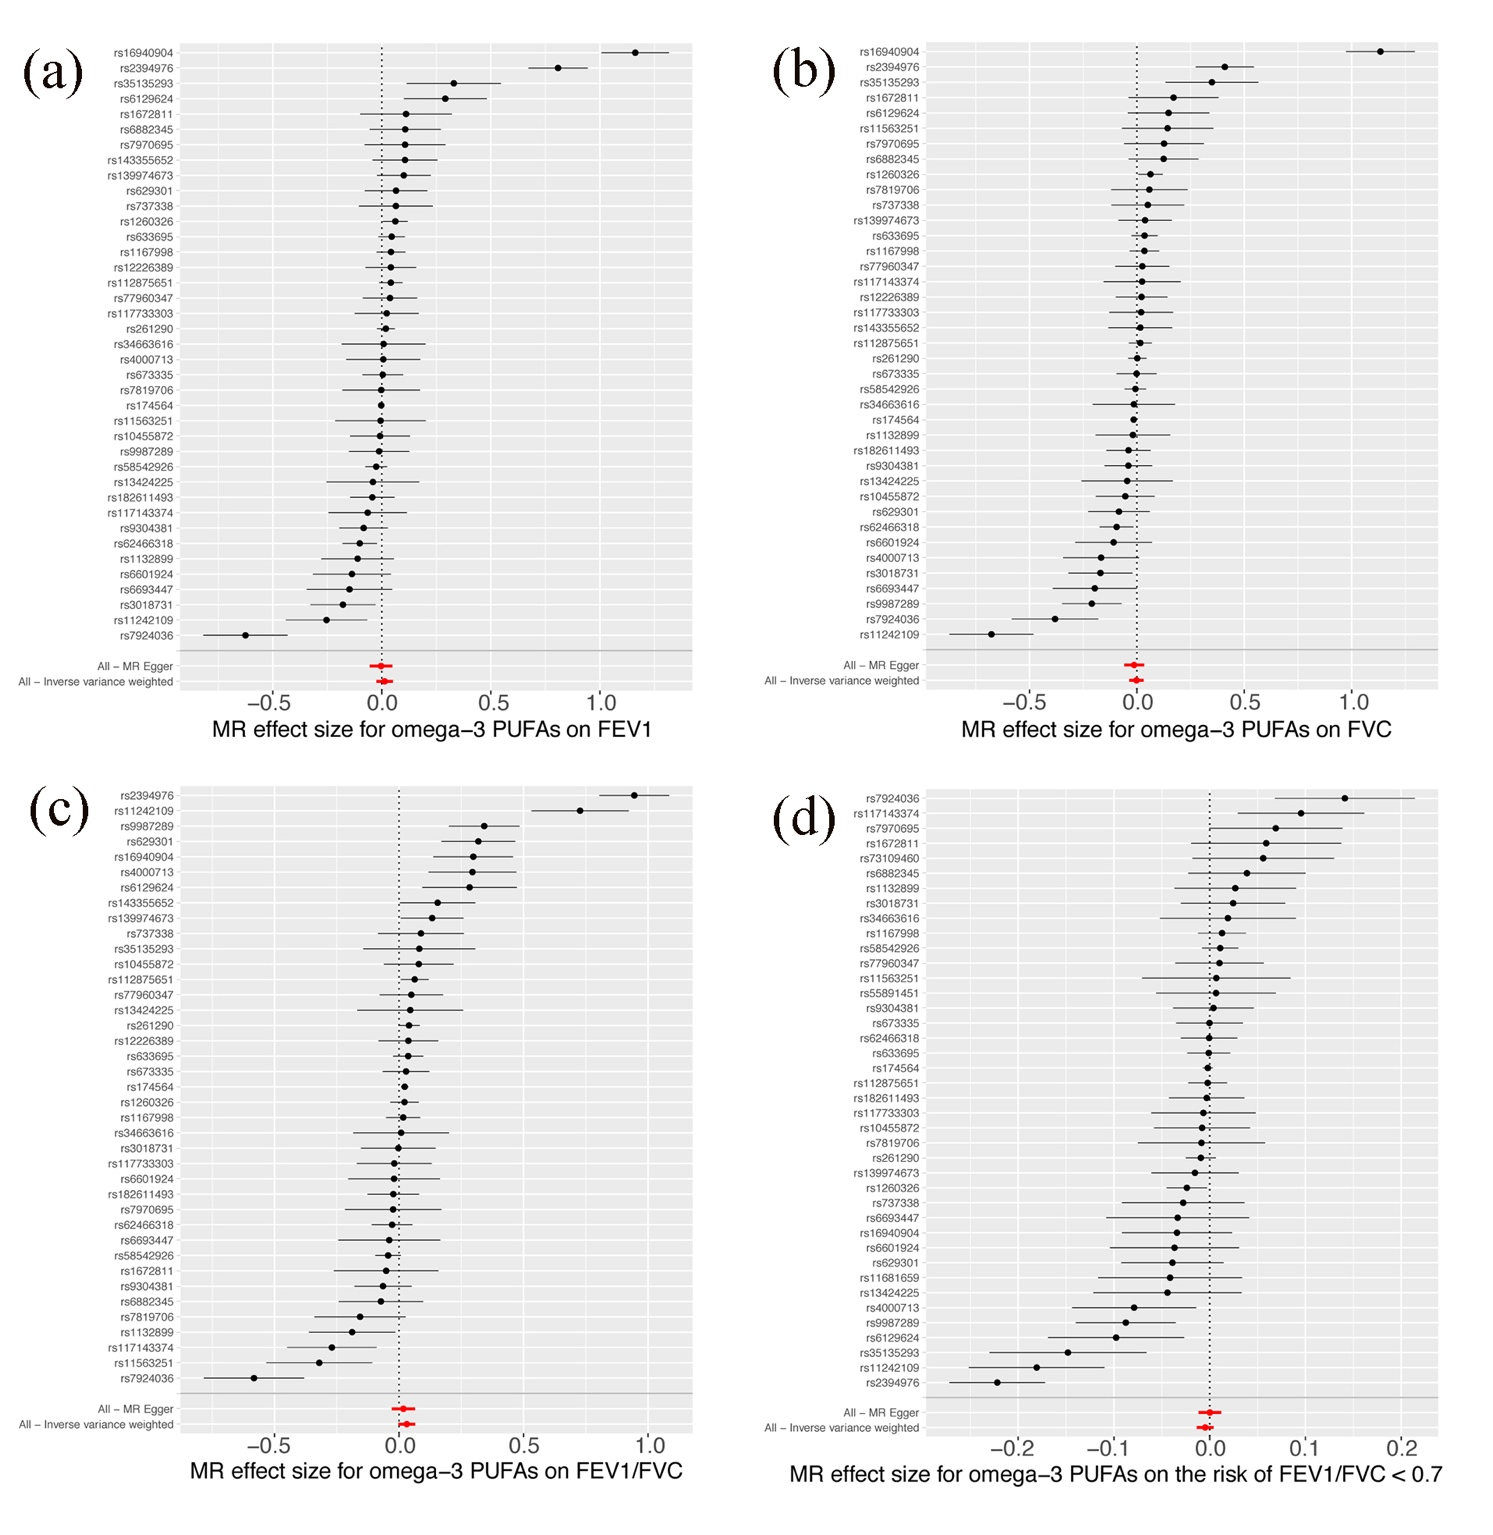 (a)
rs16940904
rs2394976
rs35135293
rs6129624
rs1672811
rs6882345
rs7970695
rs143355652
rs139974673
rs629301
rs737338
rs1260326
rs633695
rs1167998
rs12226389
rs112875651
rs77960347
rs117733303
rs261290
rs34663616
rs4000713
rs673335
rs7819706
rs174564
rs11563251
rs10455872
rs9987289
rs58542926
rs13424225
rs182611493
rs117143374
rs9304381
rs62466318
rs1132899
rs6601924
rs6693447
rs3018731
rs11242109
rs7924036
All − MR Egger
All − Inverse variance weighted
−0.5 0.0 0.5 1.0
MR effect size for omega−3 PUFAs on FEV1
(b)
rs16940904
rs2394976
rs35135293
rs1672811
rs6129624
rs11563251
rs7970695
rs6882345
rs1260326
rs7819706
rs737338
rs139974673
rs633695
rs1167998
rs77960347
rs117143374
rs12226389
rs117733303
rs143355652
rs112875651
rs261290
rs673335
rs58542926
rs34663616
rs174564
rs1132899
rs182611493
rs9304381
rs13424225
rs10455872
rs629301
rs62466318
rs6601924
rs4000713
rs3018731
rs6693447
rs9987289
rs7924036
rs11242109
All − MR Egger
All − Inverse variance weighted
−0.5 0.0 0.5 1.0
MR effect size for omega−3 PUFAs on FVC
(c)
rs2394976
rs11242109
rs9987289
rs629301
rs16940904
rs4000713
rs6129624
rs143355652
rs139974673
rs737338
rs35135293
rs10455872
rs112875651
rs77960347
rs13424225
rs261290
rs12226389
rs633695
rs673335
rs174564
rs1260326
rs1167998
rs34663616
rs3018731
rs117733303
rs6601924
rs182611493
rs7970695
rs62466318
rs6693447
rs58542926
rs1672811
rs9304381
rs6882345
rs7819706
rs1132899
rs117143374
rs11563251
rs7924036
All − MR Egger
All − Inverse variance weighted
−0.5 0.0 0.5 1.0
MR effect size for omega−3 PUFAs on FEV1/FVC
(d)
rs7924036
rs117143374
rs7970695
rs1672811
rs73109460
rs6882345
rs1132899
rs3018731
rs34663616
rs1167998
rs58542926
rs77960347
rs11563251
rs55891451
rs9304381
rs673335
rs62466318
rs633695
rs174564
rs112875651
rs182611493
rs117733303
rs10455872
rs7819706
rs261290
rs139974673
rs1260326
rs737338
rs6693447
rs16940904
rs6601924
rs629301
rs11681659
rs13424225
rs4000713
rs9987289
rs6129624
rs35135293
rs11242109
rs2394976
All − MR Egger
All − Inverse variance weighted
−0.2 −0.1 0.0 0.1 0.2
MR effect size for omega−3 PUFAs on the risk of FEV1/FVC < 0.7